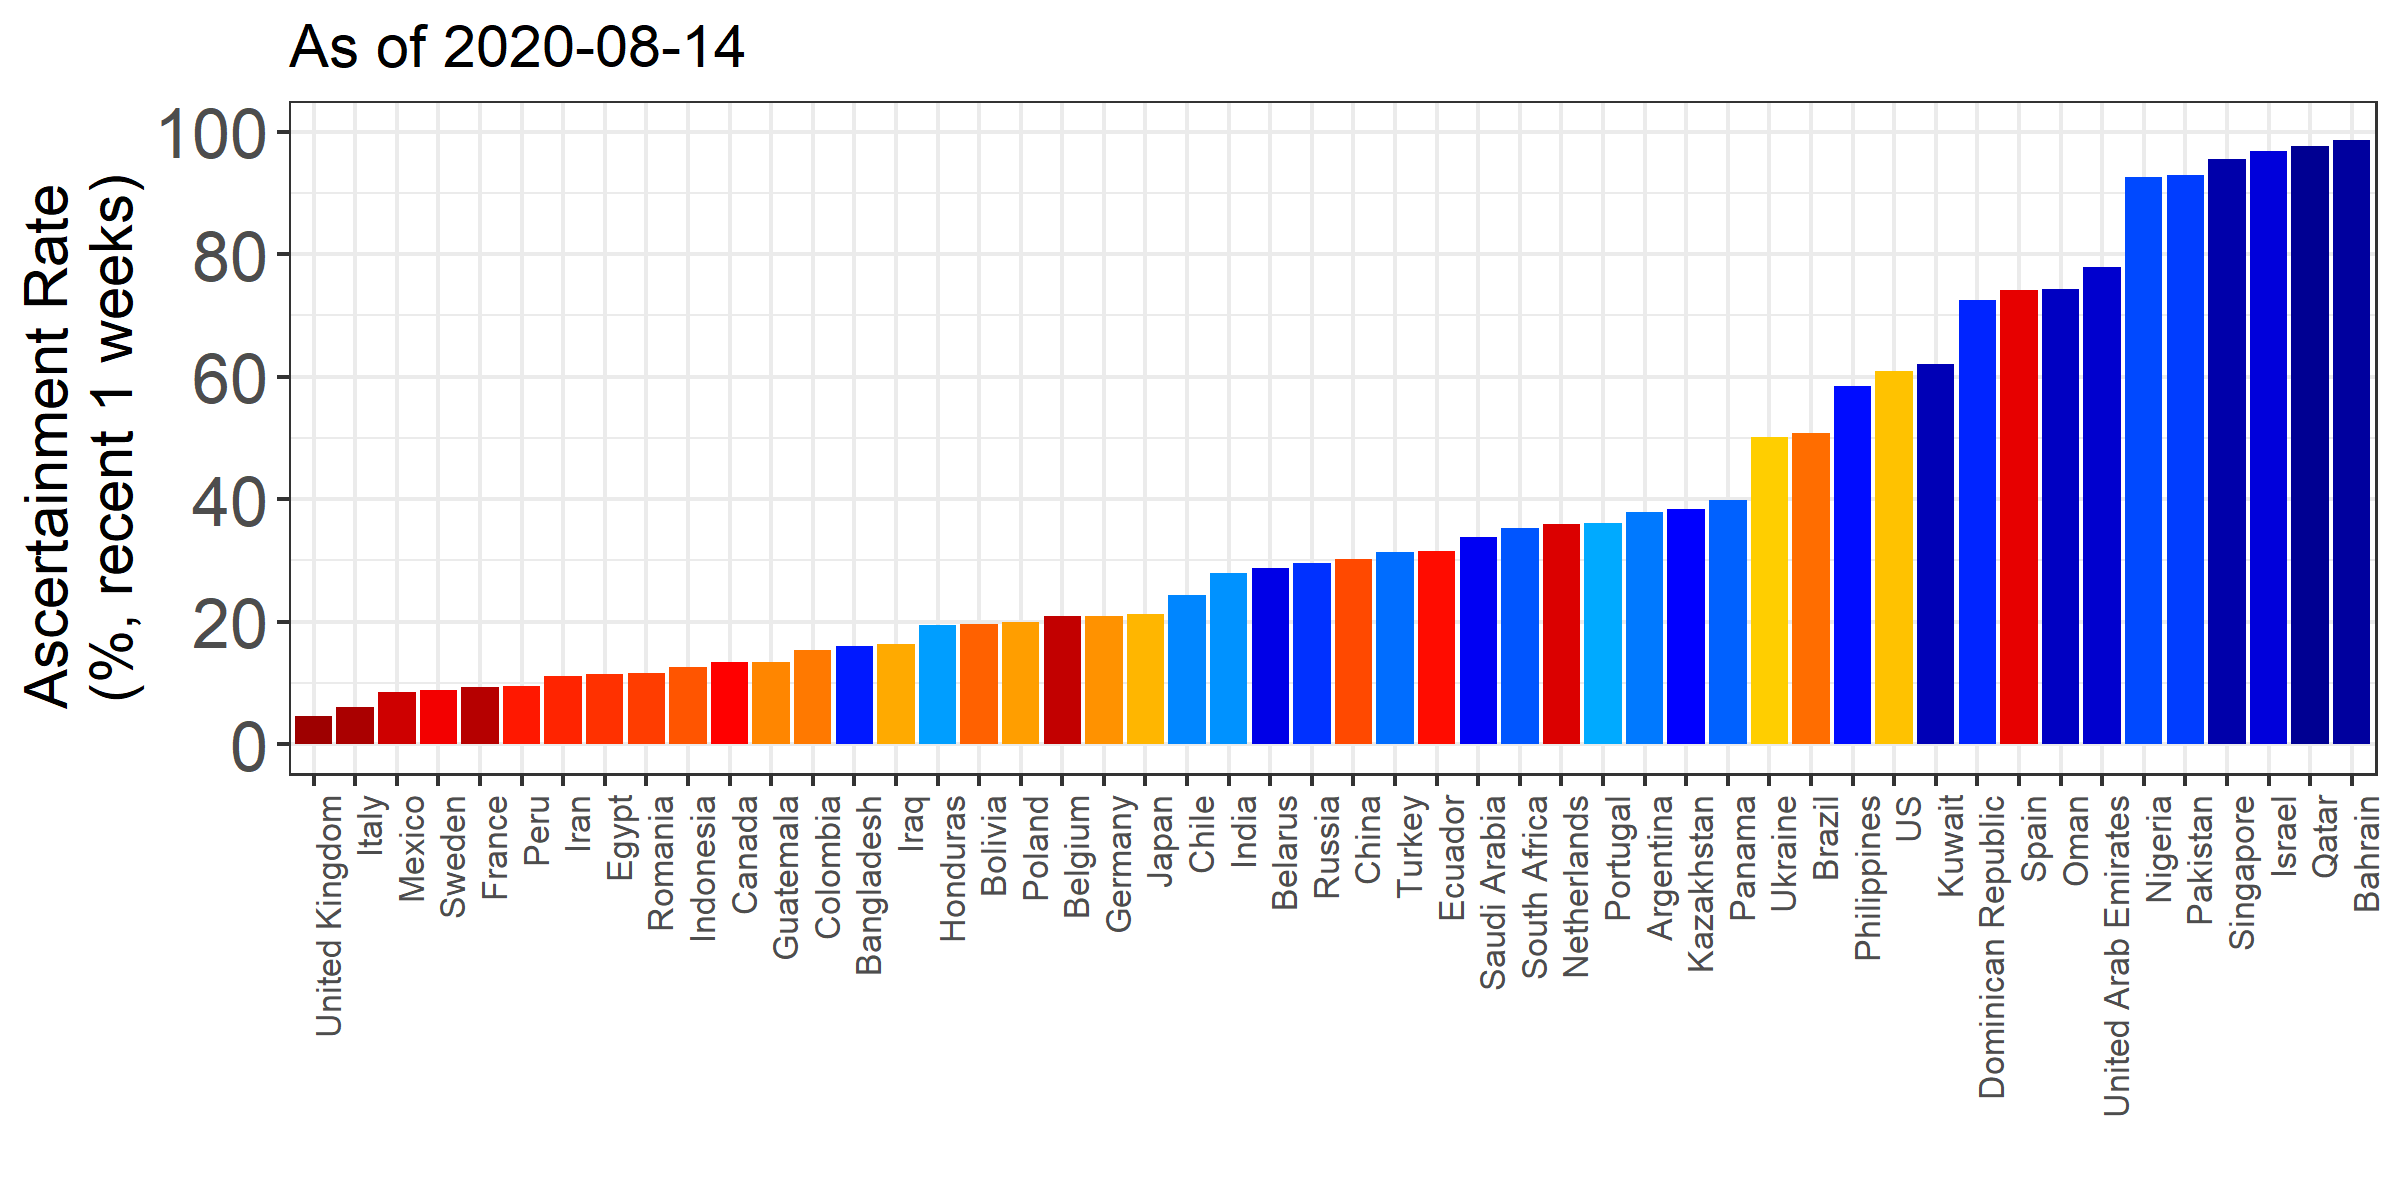 As of 2020-08-14
Ascertainment Rate
(%, recent 1 weeks)
100
80
60
40
20
0
United Kingdom
Italy
Mexico
Sweden
France
Peru
Iran
Egypt
Romania
Indonesia
Canada
Guatemala
Colombia
Bangladesh
Iraq
Honduras
Bolivia
Poland
Belgium
Germany
Japan
Chile
India
Belarus
Russia
China
Turkey
Ecuador
Saudi Arabia
South Africa
Netherlands
Portugal
Argentina
Kazakhstan
Panama
Ukraine
Brazil
Philippines
US
Kuwait
Dominican Republic
Spain
Oman
United Arab Emirates
Nigeria
Pakistan
Singapore
Israel
Qatar
Bahrain